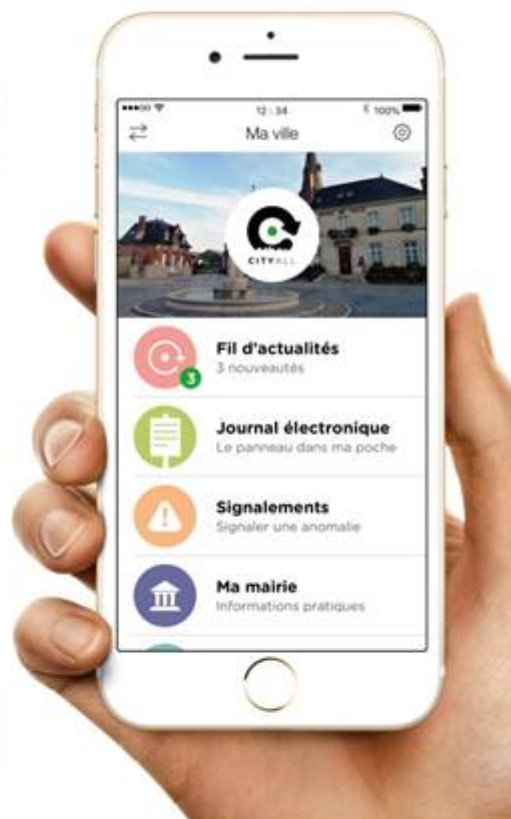 12:34
100%
Ma ville
CITYALL
Fil d'actualités
3 nouveautés
3
Journal électronique
Le panneau dans ma poche
Signalements
Signaler une anomalie
Ma mairie
Informations pratiques